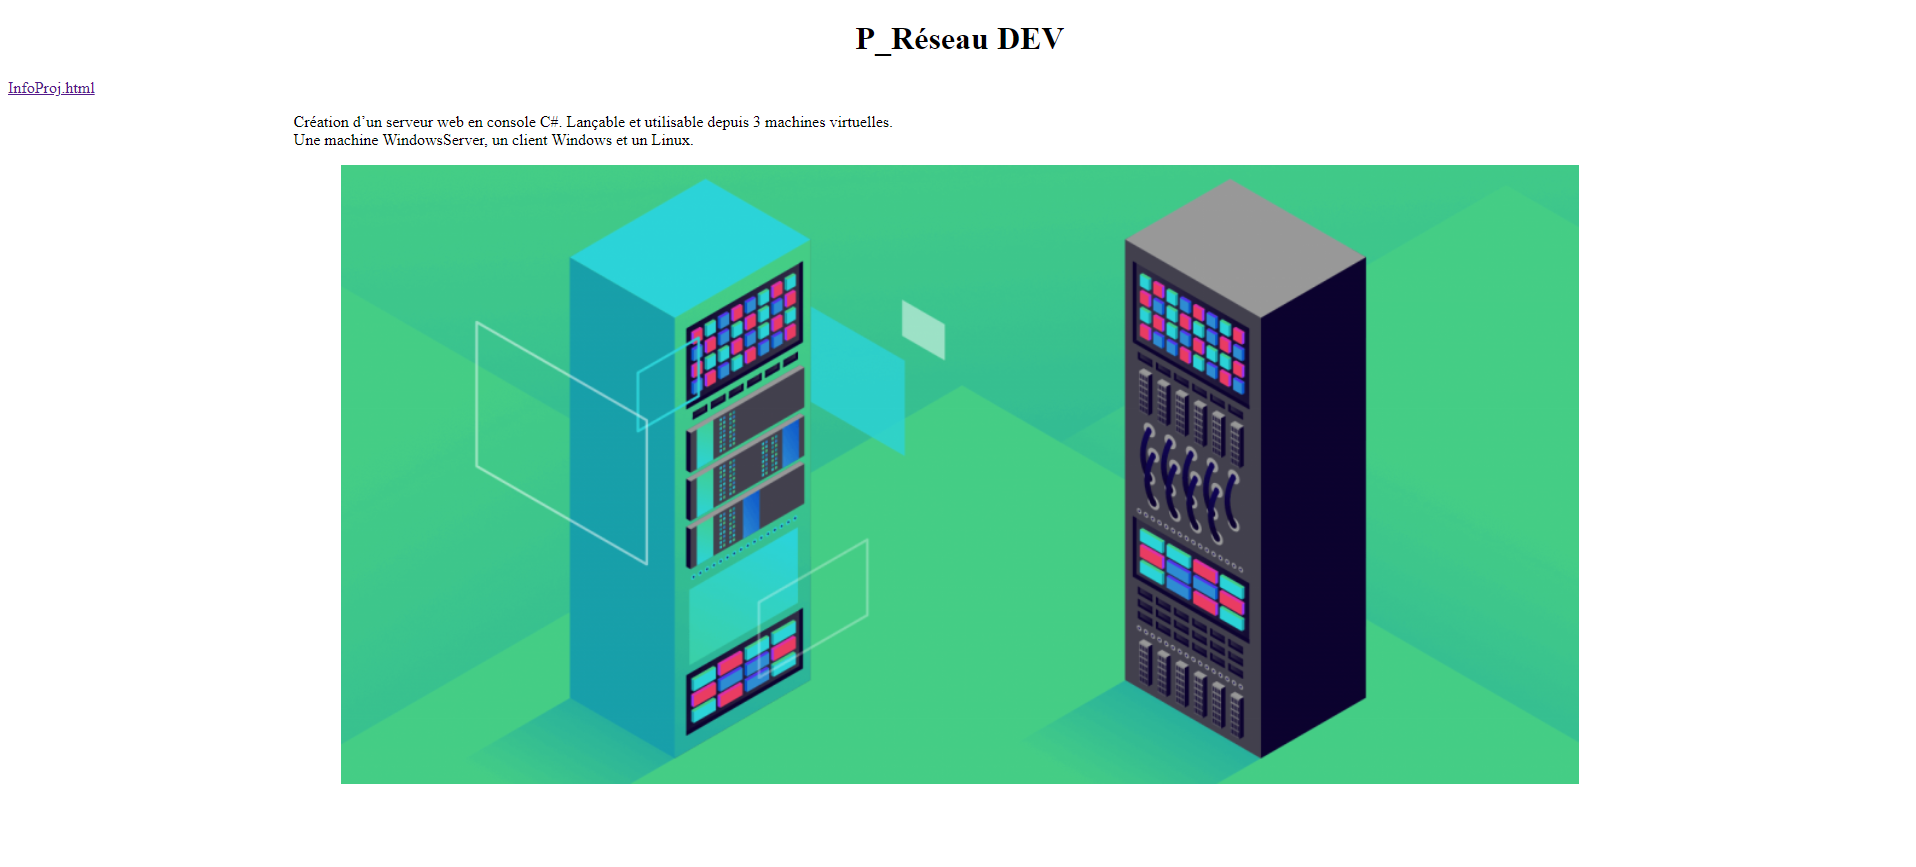 P_Réseau DEV
InfoProj.html
Création d’un serveur web en console C#. Lançable et utilisable depuis 3 machines virtuelles.
Une machine WindowsServer, un client Windows et un Linux.